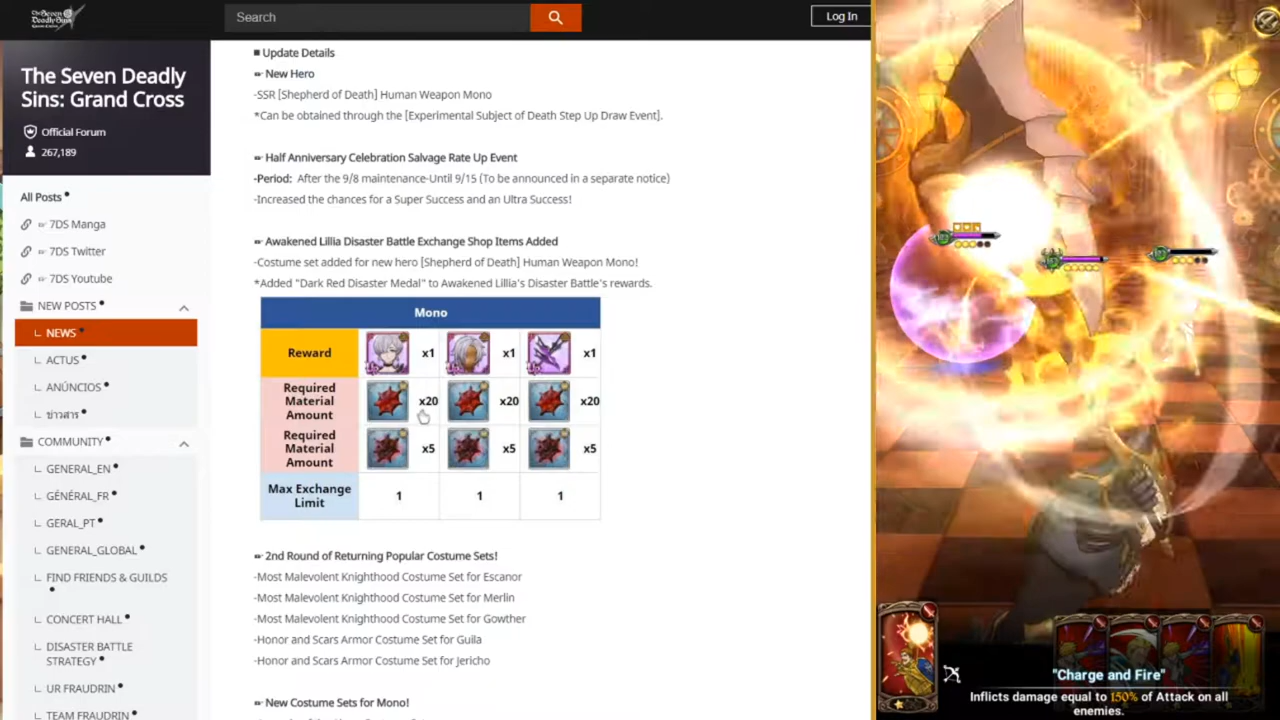 The Seven
Deadly Sins
Search
Log In
The Seven Deadly
Sins: Grand Cross
Official Forum
267,189
All Posts
7DS Manga
7DS Twitter
7DS Youtube
NEW POSTS
NEWS
ACTUS
ANÚNCIOS
ข่าวสาร
COMMUNITY
GENERAL_EN
GÉNÉRAL_FR
GERAL_PT
GENERAL_GLOBAL
FIND FRIENDS & GUILDS
CONCERT HALL
DISASTER BATTLE
STRATEGY
UR FRAUDRIN
TEAM FRAUDRIN
■ Update Details
New Hero
-SSR [Shepherd of Death] Human Weapon Mono
*Can be obtained through the [Experimental Subject of Death Step Up Draw Event].
Half Anniversary Celebration Salvage Rate Up Event
-Period: After the 9/8 maintenance-Until 9/15 (To be announced in a separate notice)
-Increased the chances for a Super Success and an Ultra Success!
Awakened Lillia Disaster Battle Exchange Shop Items Added
-Costume set added for new hero [Shepherd of Death] Human Weapon Mono!
*Added "Dark Red Disaster Medal" to Awakened Lillia's Disaster Battle's rewards.
Mono
Reward x1 x1 x1
Required
Material
Amount
x20 x20 x20
Required
Material
Amount
x5 x5 x5
Max Exchange
Limit
1 1 1
2nd Round of Returning Popular Costume Sets!
-Most Malevolent Knighthood Costume Set for Escanor
-Most Malevolent Knighthood Costume Set for Merlin
-Most Malevolent Knighthood Costume Set for Gowther
-Honor and Scars Armor Costume Set for Guila
-Honor and Scars Armor Costume Set for Jericho
New Costume Sets for Mono!
"Charge and Fire"
Inflicts damage equal to 150% of Attack on all
enemies.